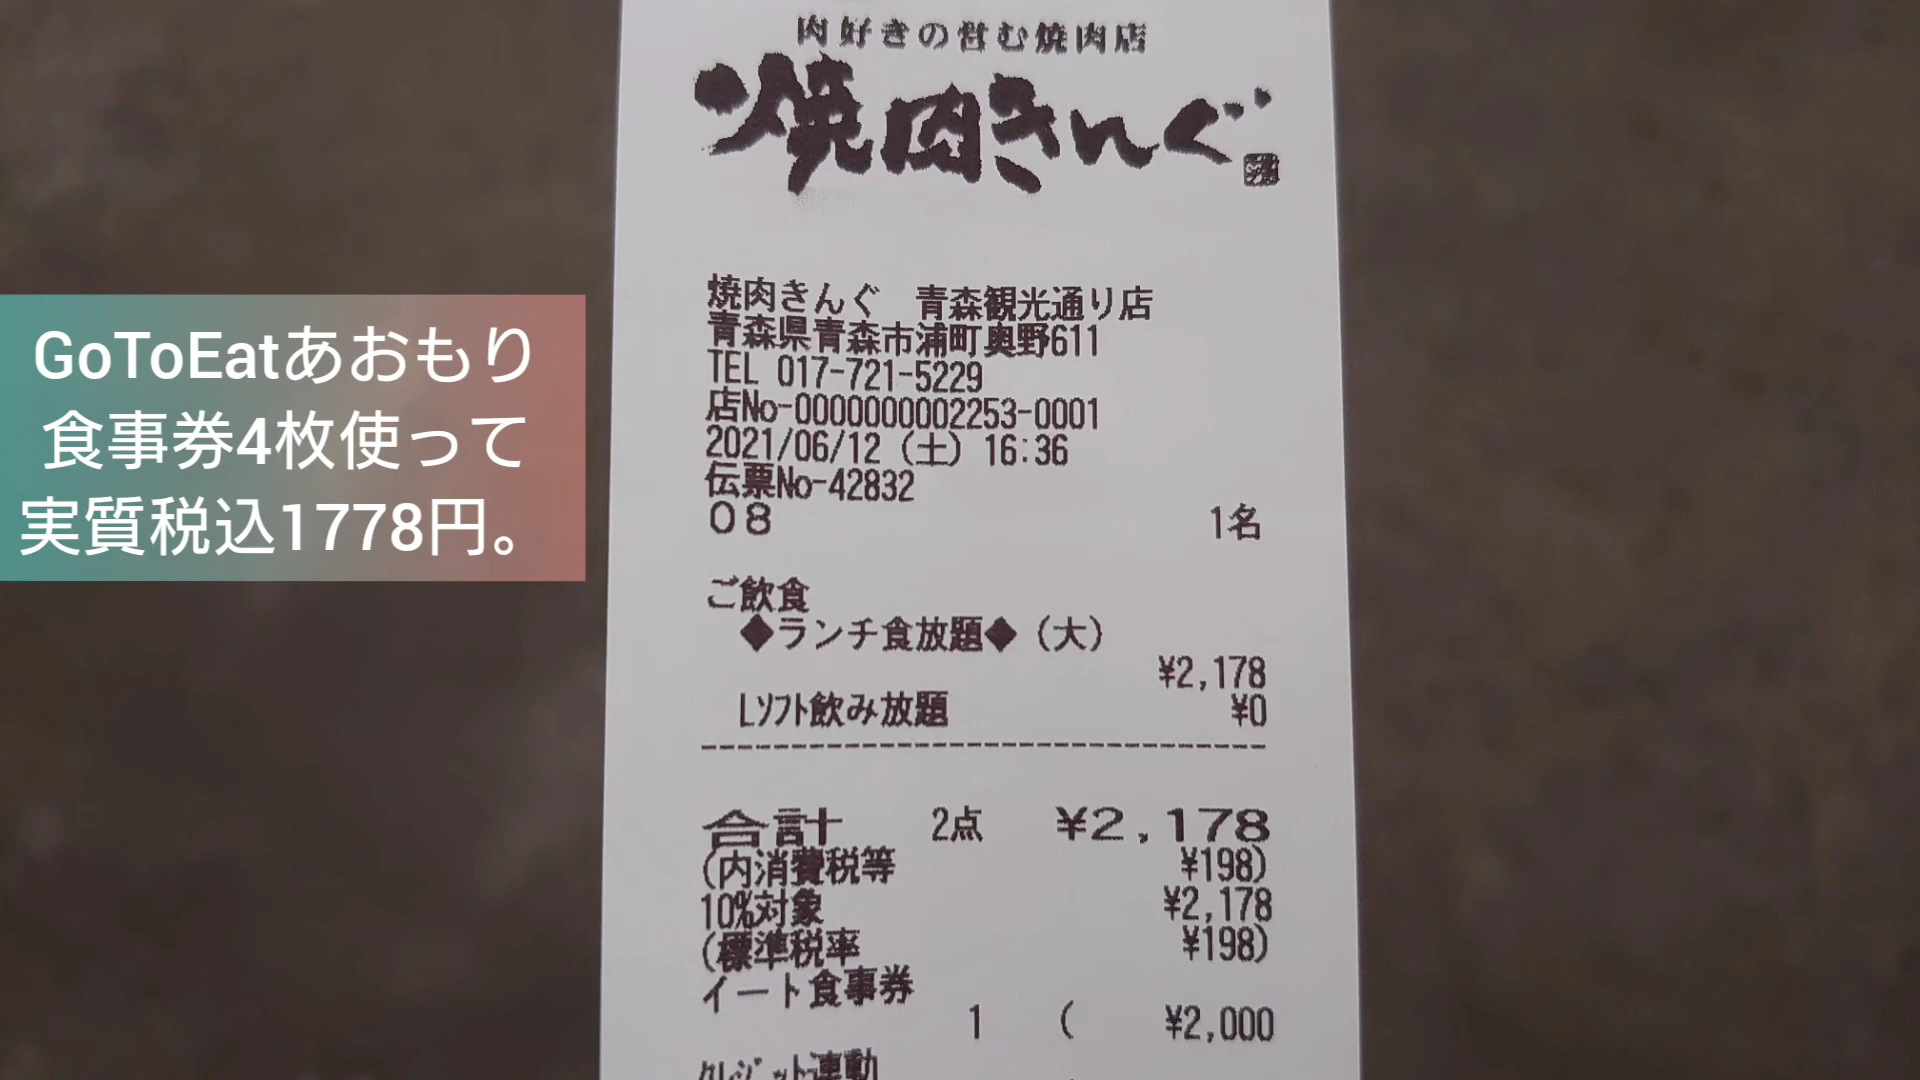 肉好きの営む焼肉店
焼肉きんぐ
焼肉きんぐ 青森観光通り店
青森県青森市浦町奥野611
TEL 017-721-5229
店No-0000000002253-0001
2021/06/12 (土) 16:36
伝票No-42832
08 1名
GoToEatあおもり
食事券4枚使って
実質税込1778円。
ご飲食
◆ランチ食放題◆ (大)
¥2,178
Lソフト飲み放題 ¥0
合計 2点 ¥2,178
(内消費税等 ¥198)
10%対象 ¥2,178
(標準税率 ¥198)
イート食事券
1 ( ¥2,000
クレジット連動